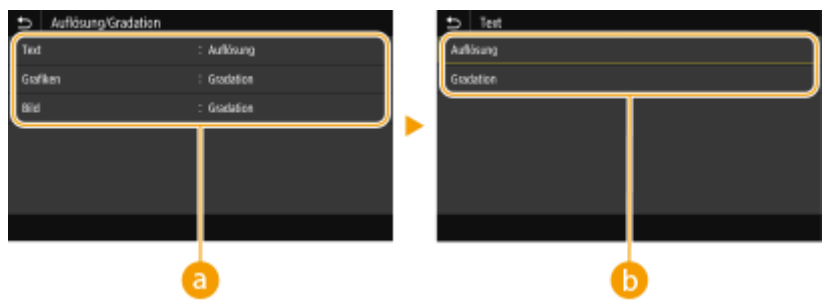 Auflösung/Gradation
Text : Auflösung
Grafiken : Gradation
Bild : Gradation
a
Text
Auflösung
Gradation
b